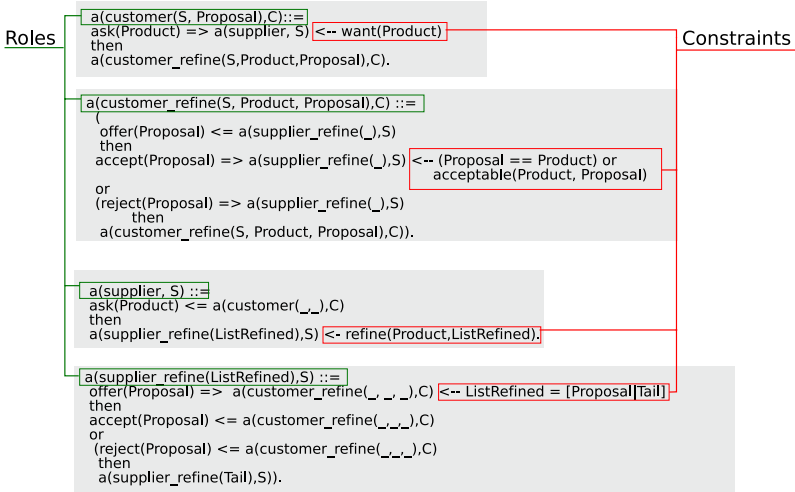 Roles
Constraints
a(customer(S, Proposal),C)::=
ask(Product) => a(supplier, S) <-- want(Product)
then
a(customer_refine(S,Product,Proposal),C).
a(customer_refine(S, Product, Proposal),C) ::=
(
offer(Proposal) <= a(supplier_refine(_),S)
then
accept(Proposal) => a(supplier_refine(_),S) <-- (Proposal == Product) or
acceptable(Product, Proposal)
or
(reject(Proposal) => a(supplier_refine(_),S)
then
a(customer_refine(S, Product, Proposal),C)).
a(supplier, S) ::=
ask(Product) <= a(customer(_,_),C)
then
a(supplier_refine(ListRefined),S) <- refine(Product,ListRefined).
a(supplier_refine(ListRefined),S) ::=
offer(Proposal) => a(customer_refine(_, _, _),C) <-- ListRefined = [Proposal|Tail]
then
accept(Proposal) <= a(customer_refine(_,_,_),C)
or
(reject(Proposal) <= a(customer_refine(_,_,_),C)
then
a(supplier_refine(Tail),S)).